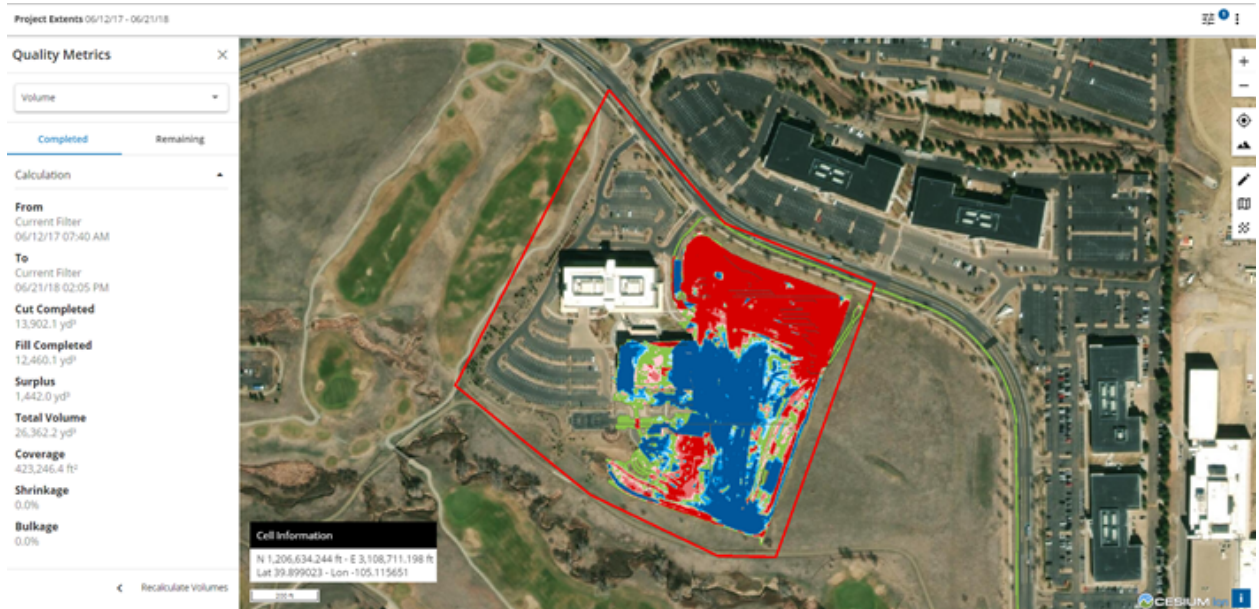 Project Extents 06/12/17 - 06/21/18
Quality Metrics
Volume
Completed Remaining
Calculation
From
Current Filter
06/12/17 07:40 AM
To
Current Filter
06/21/18 02:05 PM
Cut Completed
13,902.1 yd³
Fill Completed
12,460.1 yd³
Surplus
1,442.0 yd³
Total Volume
26,362.2 yd³
Coverage
423,246.4 ft²
Shrinkage
0.0%
Bulkage
0.0%
Recalculate Volumes
Cell Information
N 1,206,634.244 ft - E 3,108,711.198 ft
Lat 39.899023 - Lon -105.115651
200 ft
CESIUM